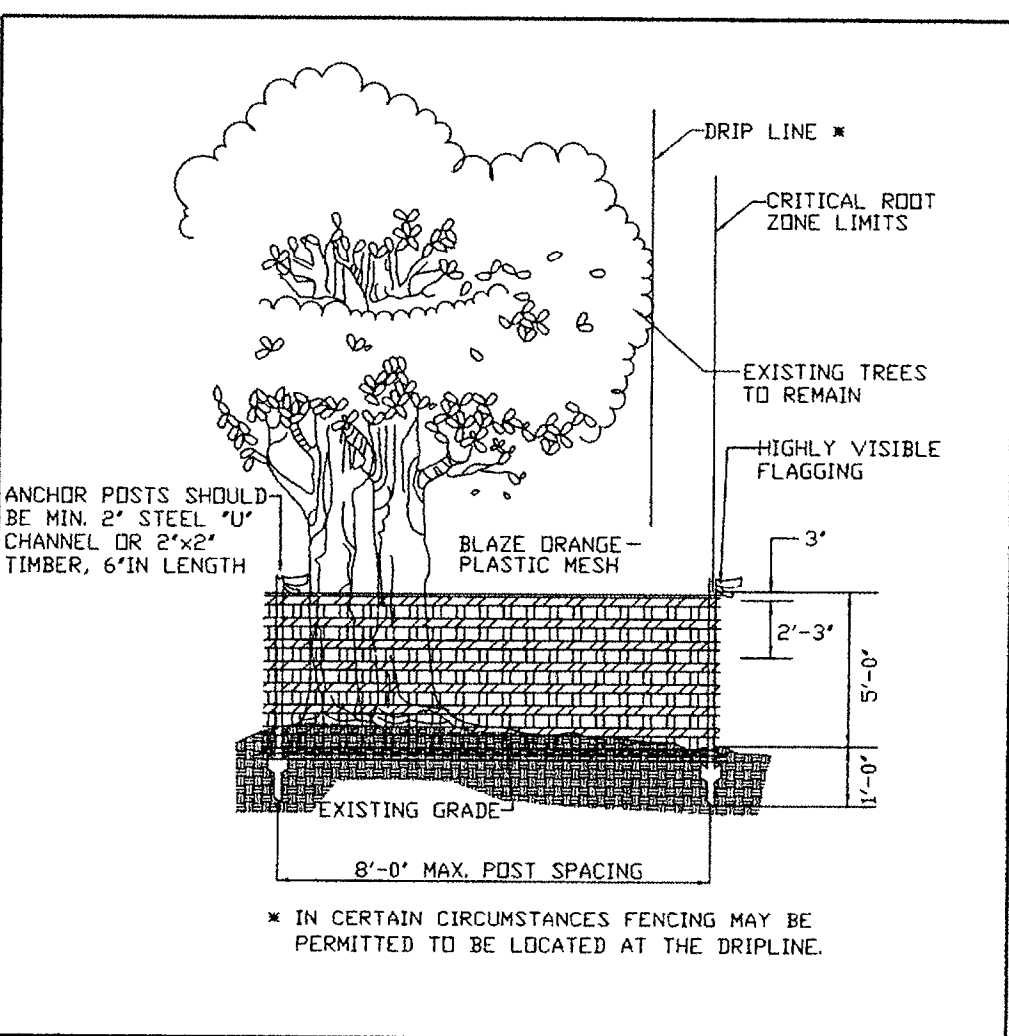 DRIP LINE *
CRITICAL ROOT
ZONE LIMITS
EXISTING TREES
TO REMAIN
HIGHLY VISIBLE
FLAGGING
ANCHOR POSTS SHOULD
BE MIN. 2" STEEL "U"
CHANNEL OR 2"x2"
TIMBER, 6"IN LENGTH
BLAZE ORANGE
PLASTIC MESH
3"
2'-3"
5'-0"
1'-0"
EXISTING GRADE
8'-0" MAX. POST SPACING
* IN CERTAIN CIRCUMSTANCES FENCING MAY BE
PERMITTED TO BE LOCATED AT THE DRIPLINE.